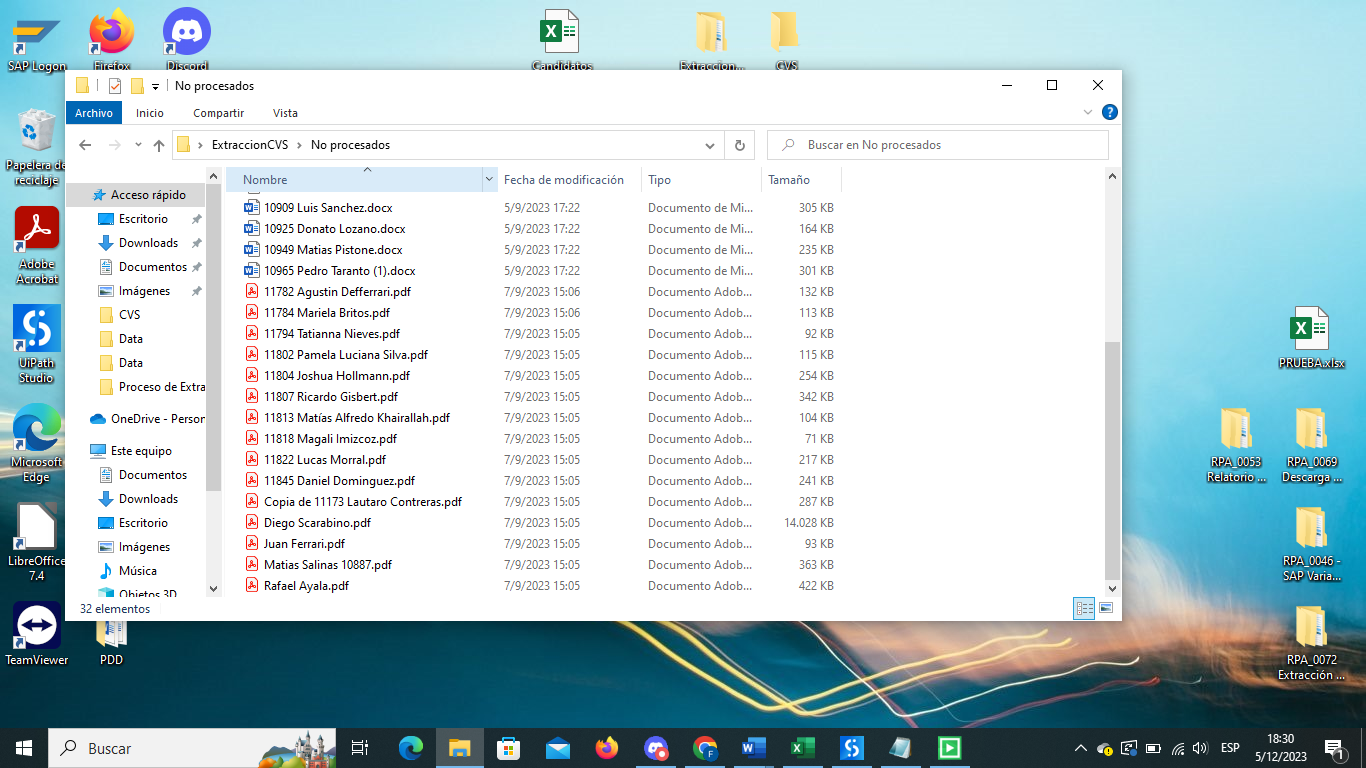 SAP Logon
Firefox
Discord
Candidatos
Extraccion...
CVS
No procesados
Archivo
Inicio
Compartir
Vista
ExtraccionCVS > No procesados
Buscar en No procesados
Papelera de
reciclaje
Adobe
Acrobat
UiPath
Studio
Microsoft
Edge
LibreOffice
7.4
TeamViewer
PDD
Acceso rápido
Escritorio
Downloads
Documentos
Imágenes
CVS
Data
Data
Proceso de Extra
OneDrive - Person
Este equipo
Documentos
Downloads
Escritorio
Imágenes
Música
Objetos 3D
Nombre Fecha de modificación Tipo Tamaño
10909 Luis Sanchez.docx 5/9/2023 17:22 Documento de Mi... 305 KB
10925 Donato Lozano.docx 5/9/2023 17:22 Documento de Mi... 164 KB
10949 Matias Pistone.docx 5/9/2023 17:22 Documento de Mi... 235 KB
10965 Pedro Taranto (1).docx 5/9/2023 17:22 Documento de Mi... 301 KB
11782 Agustin Defferrari.pdf 7/9/2023 15:06 Documento Adob... 132 KB
11784 Mariela Britos.pdf 7/9/2023 15:06 Documento Adob... 113 KB
11794 Tatianna Nieves.pdf 7/9/2023 15:05 Documento Adob... 92 KB
11802 Pamela Luciana Silva.pdf 7/9/2023 15:05 Documento Adob... 115 KB
11804 Joshua Hollmann.pdf 7/9/2023 15:05 Documento Adob... 254 KB
11807 Ricardo Gisbert.pdf 7/9/2023 15:05 Documento Adob... 342 KB
11813 Matías Alfredo Khairallah.pdf 7/9/2023 15:05 Documento Adob... 104 KB
11818 Magali Imizcoz.pdf 7/9/2023 15:05 Documento Adob... 71 KB
11822 Lucas Morral.pdf 7/9/2023 15:05 Documento Adob... 217 KB
11845 Daniel Dominguez.pdf 7/9/2023 15:05 Documento Adob... 241 KB
Copia de 11173 Lautaro Contreras.pdf 7/9/2023 15:05 Documento Adob... 287 KB
Diego Scarabino.pdf 7/9/2023 15:05 Documento Adob... 14.028 KB
Juan Ferrari.pdf 7/9/2023 15:05 Documento Adob... 93 KB
Matias Salinas 10887.pdf 7/9/2023 15:05 Documento Adob... 363 KB
Rafael Ayala.pdf 7/9/2023 15:05 Documento Adob... 422 KB
32 elementos
PRUEBA.xlsx
RPA_0053
Relatorio ...
RPA_0069
Descarga ...
RPA_0046 -
SAP Varia...
RPA_0072
Extracción ...
Buscar
ESP
18:30
5/12/2023
1